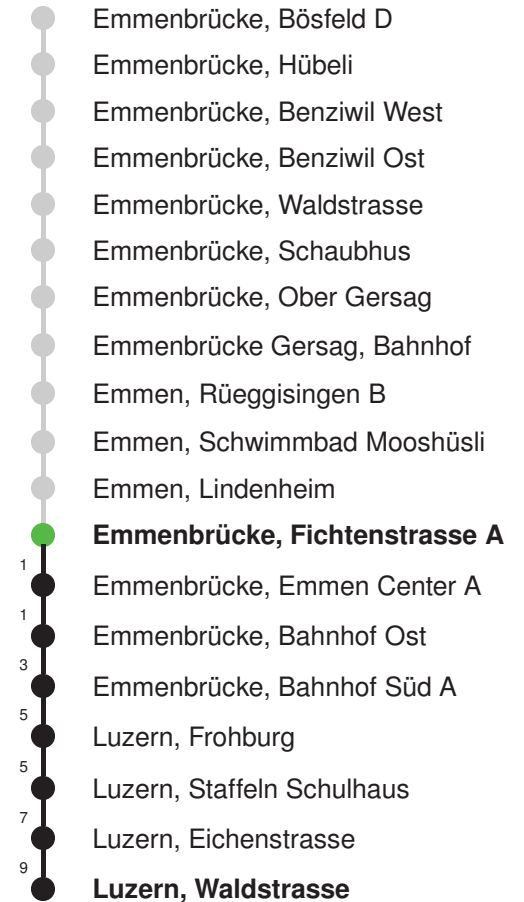 Emmenbrücke, Bösfeld D
Emmenbrücke, Hübeli
Emmenbrücke, Benziwil West
Emmenbrücke, Benziwil Ost
Emmenbrücke, Waldstrasse
Emmenbrücke, Schaubhus
Emmenbrücke, Ober Gersag
Emmenbrücke Gersag, Bahnhof
Emmen, Rüeggisingen B
Emmen, Schwimmbad Mooshüsli
Emmen, Lindenheim
Emmenbrücke, Fichtenstrasse A
1 Emmenbrücke, Emmen Center A
1 Emmenbrücke, Bahnhof Ost
3 Emmenbrücke, Bahnhof Süd A
5 Luzern, Frohburg
5 Luzern, Staffeln Schulhaus
7 Luzern, Eichenstrasse
9 Luzern, Waldstrasse